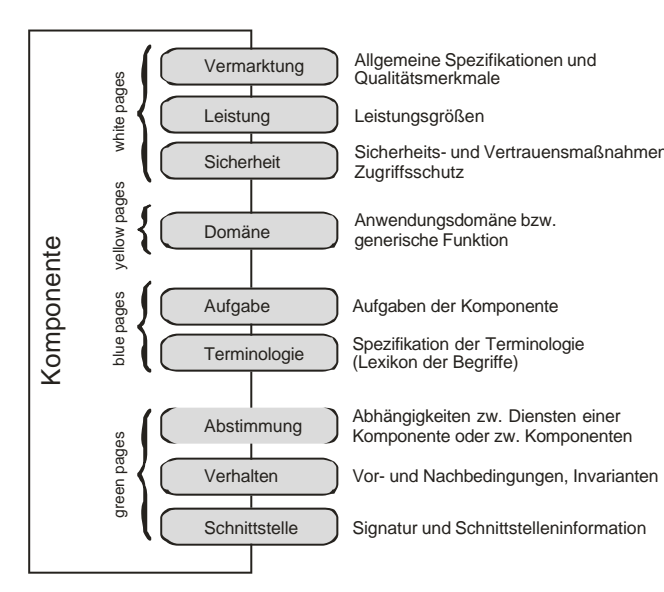 Komponente
white pages
Vermarktung
Allgemeine Spezifikationen und
Qualitätsmerkmale
Leistung
Leistungsgrößen
Sicherheit
Sicherheits- und Vertrauensmaßnahmen
Zugriffsschutz
yellow pages
Domäne
Anwendungsdomäne bzw.
generische Funktion
blue pages
Aufgabe
Aufgaben der Komponente
Terminologie
Spezifikation der Terminologie
(Lexikon der Begriffe)
green pages
Abstimmung
Abhängigkeiten zw. Diensten einer
Komponente oder zw. Komponenten
Verhalten
Vor- und Nachbedingungen, Invarianten
Schnittstelle
Signatur und Schnittstelleninformation